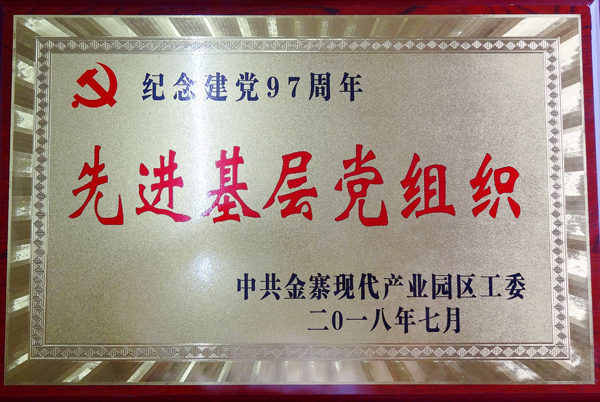 纪念建党97周年
先进基层党组织
中共金寨现代产业园区工委
二0一八年七月